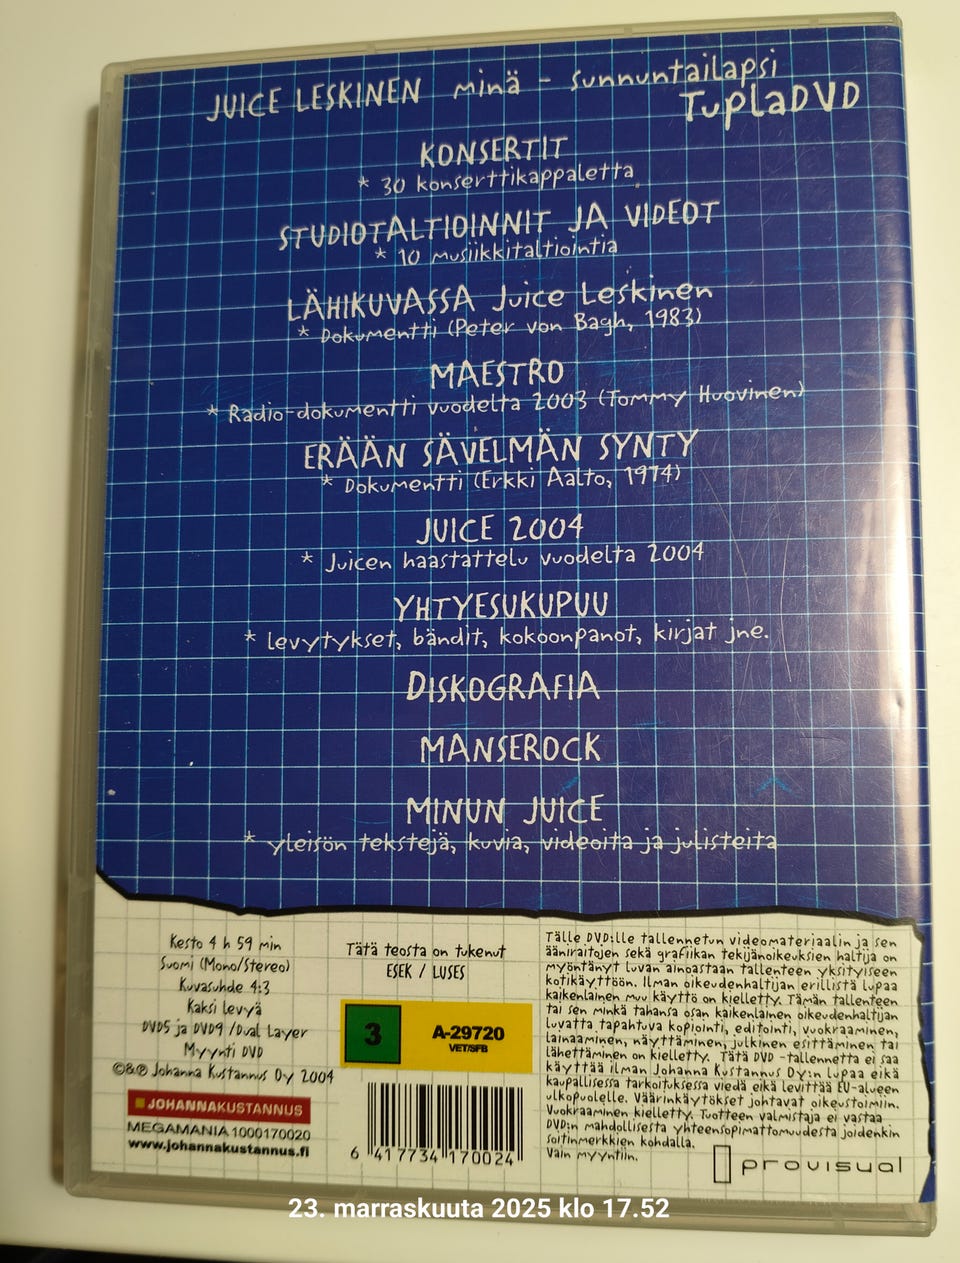 JUICE LESKINEN minä - sunnuntailapsi
TuplaDVD
KONSERTIT
* 30 konserttikappaletta
STUDIOTALTIOINNIT JA VIDEOT
* 10 musiikkitaltiointia
LÄHIKUVASSA Juice Leskinen
* Dokumentti (Peter von Bagh, 1983)
MAESTRO
* Radio-dokumentti vuodelta 2003 (Tommy Huovinen)
ERÄÄN SÄVELMÄN SYNTY
* Dokumentti (Erkki Aalto, 1974)
JUICE 2004
* Juicen haastattelu vuodelta 2004
YHTYESUKUPUU
* levytykset, bändit, kokoonpanot, kirjat jne.
DISKOGRAFIA
MANSEROCK
MINUN JUICE
* yleisön tekstejä, kuvia, videoita ja julisteita
Kesto 4 h 59 min
Suomi (Mono/Stereo)
Kuvasuhde 4:3
Kaksi levyä
DVD5 ja DVD9 /Dual Layer
Myynti DVD
©&℗ Johanna Kustannus Oy 2004
JOHANNAKUSTANNUS
MEGAMANIA 1000170020
www.johannakustannus.fi
Tätä teosta on tukenut
ESEK / LUSES
3
A-29720
VET/SFB
6 417734 170024
Tälle DVD:lle tallennetun videomateriaalin ja sen
ääniraitojen sekä grafiikan tekijänoikeuksien haltija on
myöntänyt luvan ainoastaan tallenteen yksityiseen
kotikäyttöön. Ilman oikeudenhaltijan erillistä lupaa
kaikenlainen muu käyttö on kielletty. Tämän tallenteen
tai sen minkä tahansa osan kaikenlainen oikeudenhaltijan
luvatta tapahtuva kopiointi, editointi, vuokraaminen,
lainaaminen, näyttäminen, julkinen esittäminen tai
lähettäminen on kielletty. Tätä DVD -tallennetta ei saa
käyttää ilman Johanna Kustannus Oy:n lupaa eikä
kaupallisessa tarkoituksessa viedä eikä levittää EU-alueen
ulkopuolelle. Väärinkäytökset johtavat oikeustoimiin.
Vuokraaminen kielletty. Tuotteen valmistaja ei vastaa
DVD:n mahdollisesta yhteensopimattomuudesta joidenkin
soitinmerkkien kohdalla.
Vain myyntiin.
provisual
23. marraskuuta 2025 klo 17.52